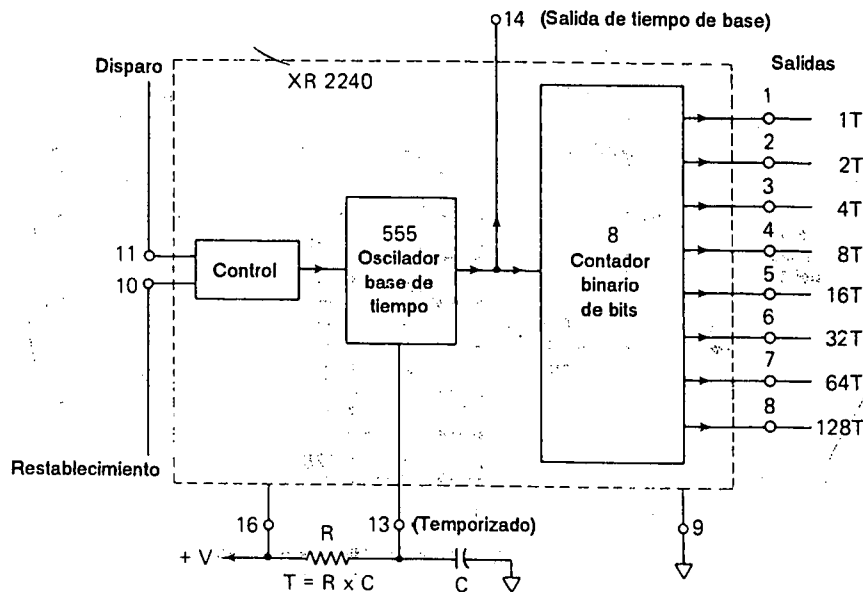 14 (Salida de tiempo de base)
Disparo
XR 2240
Salidas
1
1T
2
2T
3
4T
4
8T
5
16T
6
32T
7
64T
8
128T
11
10
Control
555
Oscilador
base de
tiempo
8
Contador
binario
de bits
Restablecimiento
16
13 (Temporizado)
9
R
+ V
T = R x C
C